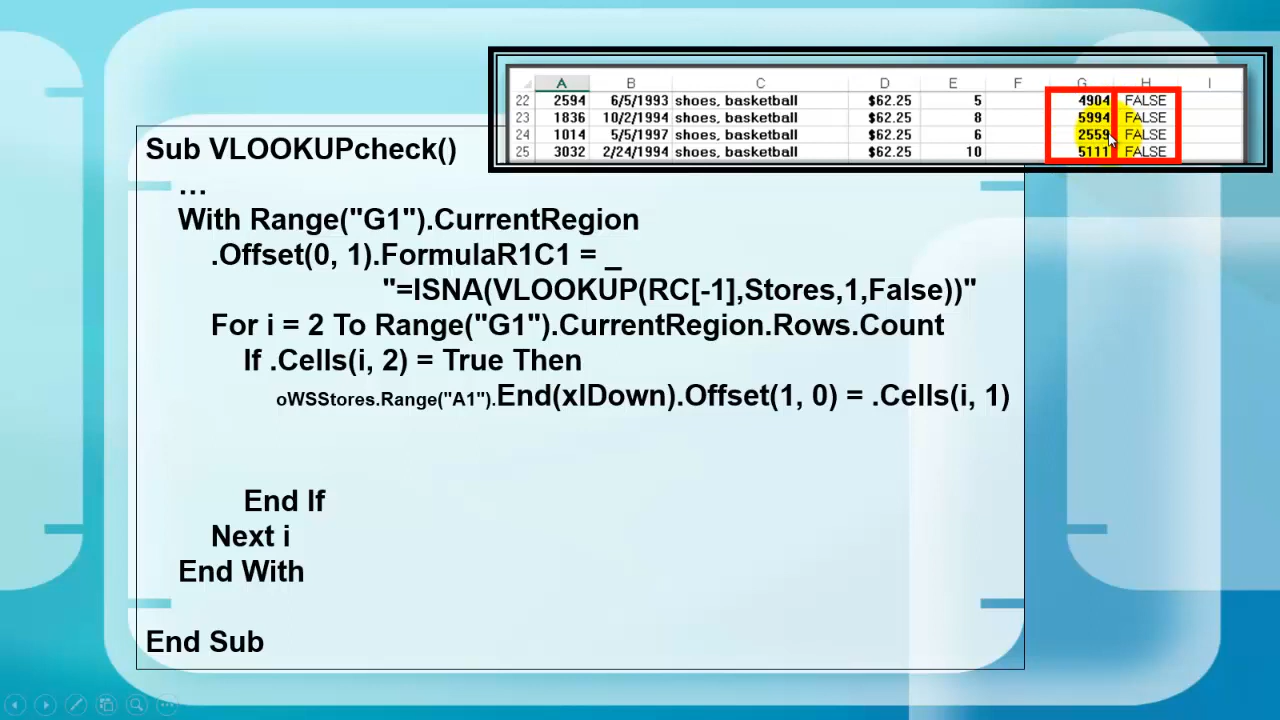 A B C D E F G H I
22 2594 6/5/1993 shoes, basketball $62.25 5 4904 FALSE
23 1836 10/2/1994 shoes, basketball $62.25 8 5994 FALSE
24 1014 5/5/1997 shoes, basketball $62.25 6 2559 FALSE
25 3032 2/24/1994 shoes, basketball $62.25 10 5111 FALSE
Sub VLOOKUPcheck()
…
With Range("G1").CurrentRegion
.Offset(0, 1).FormulaR1C1 = _
"=ISNA(VLOOKUP(RC[-1],Stores,1,False))"
For i = 2 To Range("G1").CurrentRegion.Rows.Count
If .Cells(i, 2) = True Then
oWSStores.Range("A1").End(xlDown).Offset(1, 0) = .Cells(i, 1)
End If
Next i
End With
End Sub